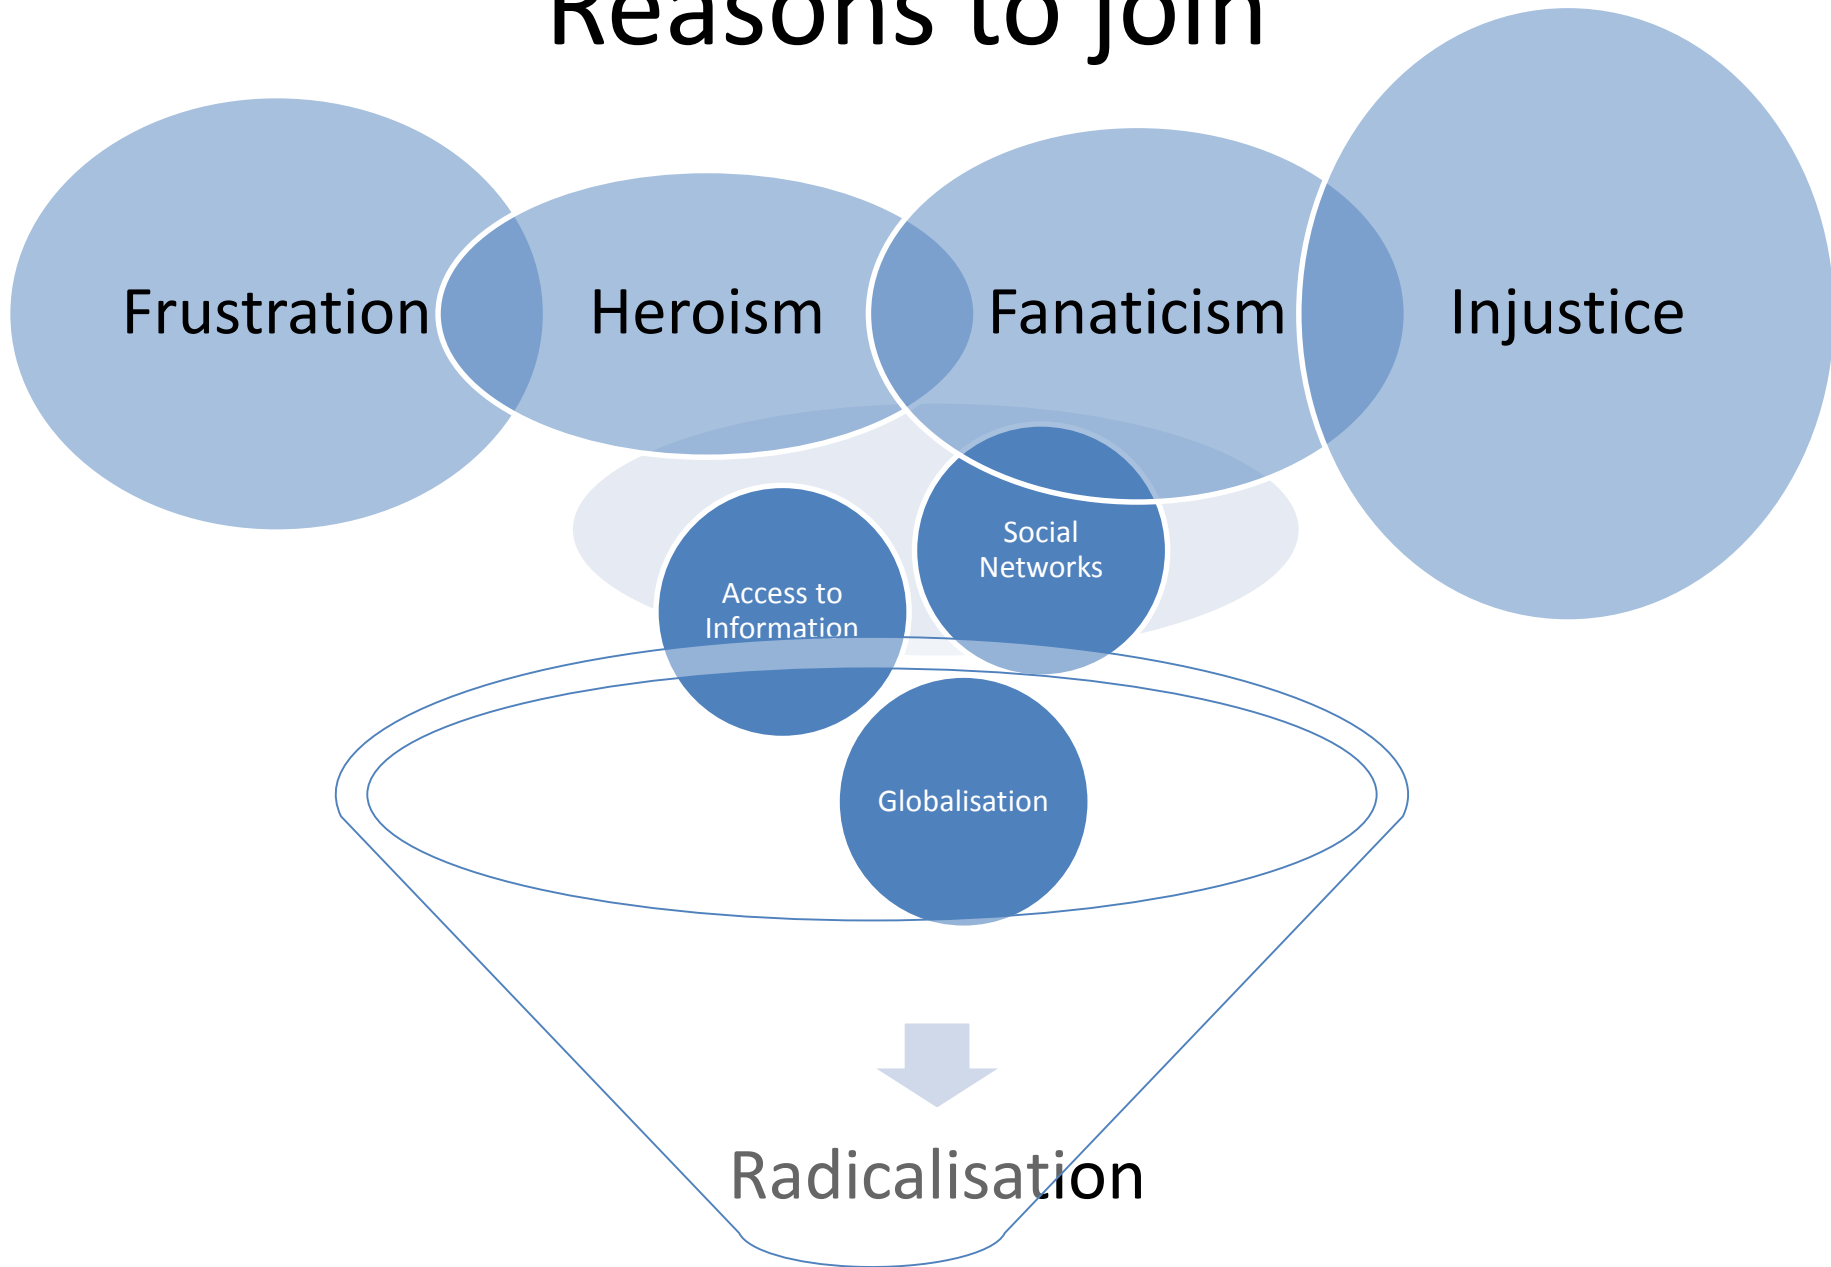 Reasons to join
Frustration
Heroism
Fanaticism
Injustice
Social
Networks
Access to
Information
Globalisation
Radicalisation